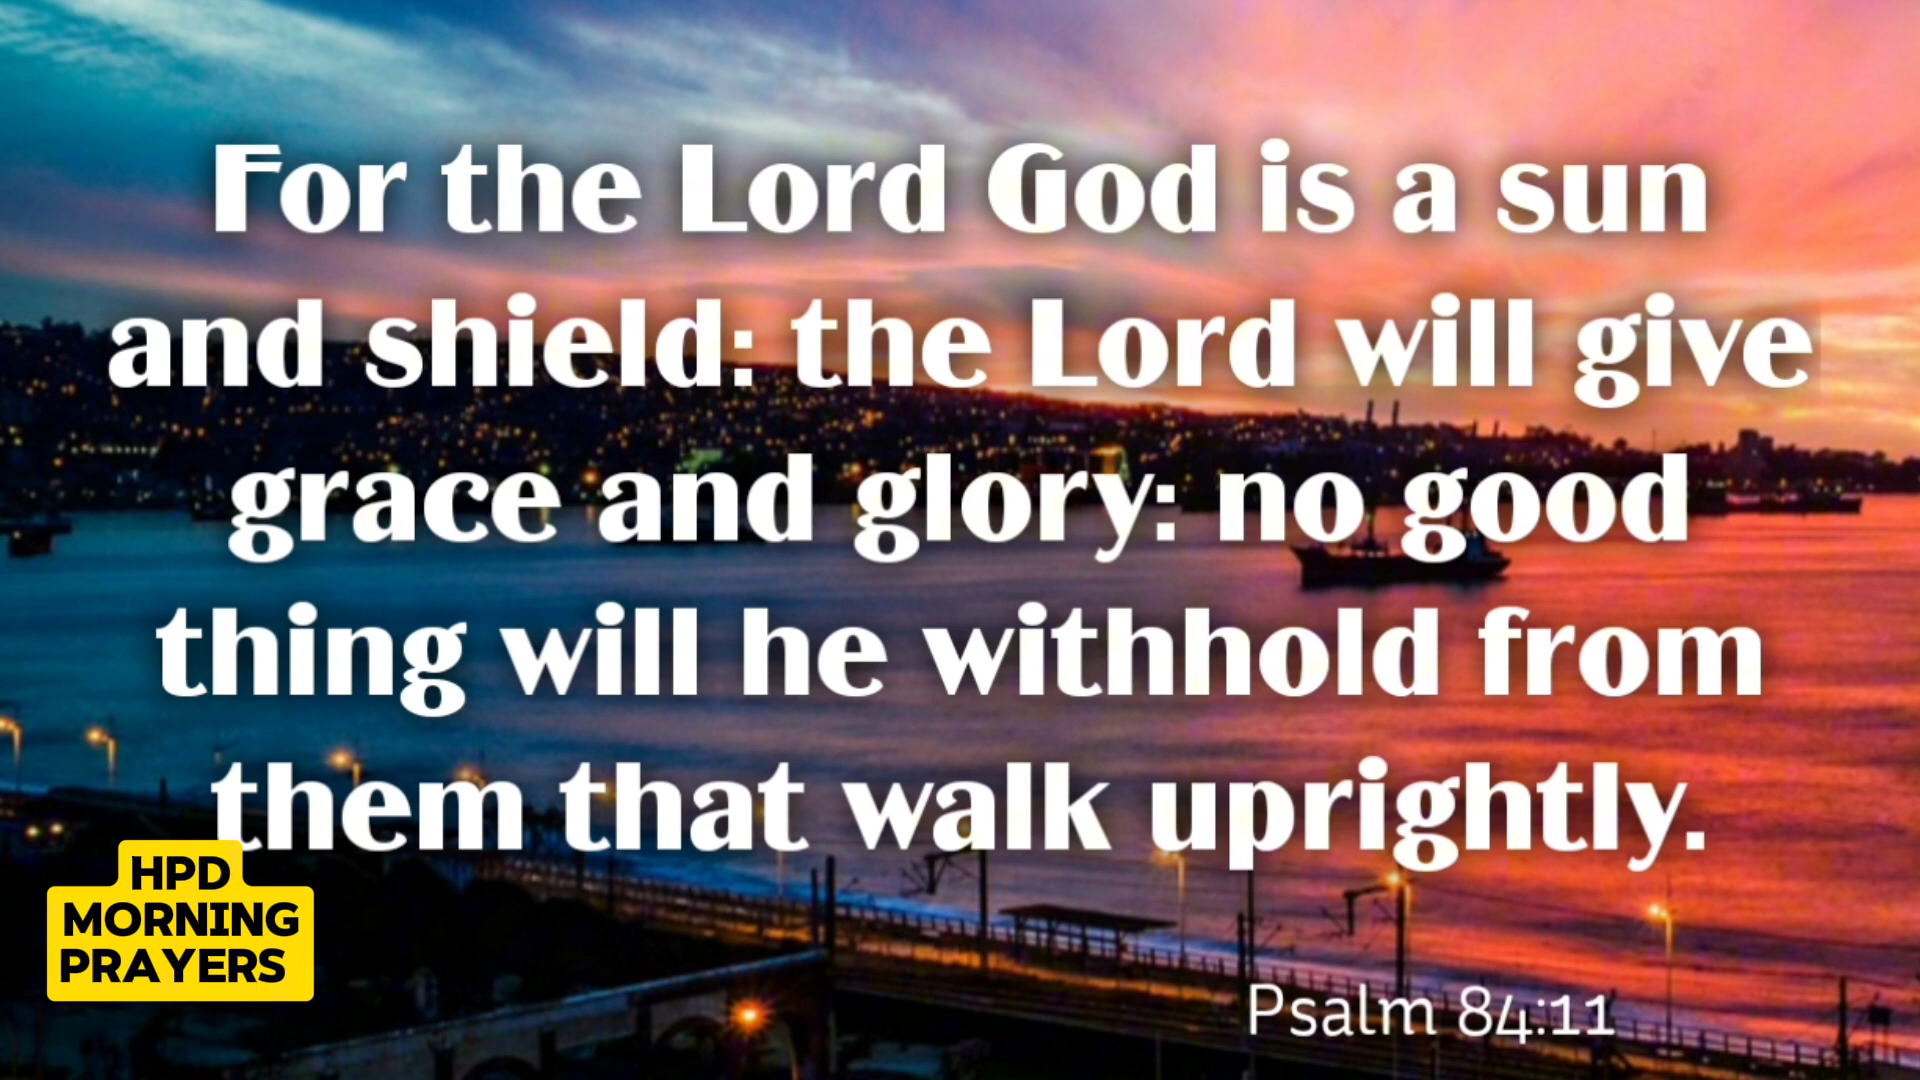 For the Lord God is a sun
and shield: the Lord will give
grace and glory: no good
thing will he withhold from
them that walk uprightly.
HPD
MORNING
PRAYERS
Psalm 84:11